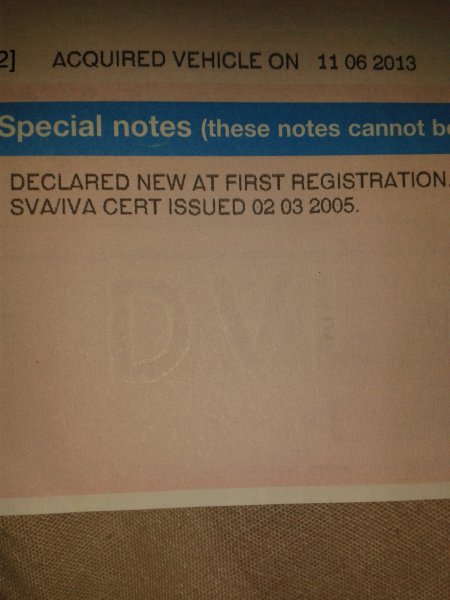 2] ACQUIRED VEHICLE ON 11 06 2013
Special notes (these notes cannot be
DECLARED NEW AT FIRST REGISTRATION.
SVA/IVA CERT ISSUED 02 03 2005.